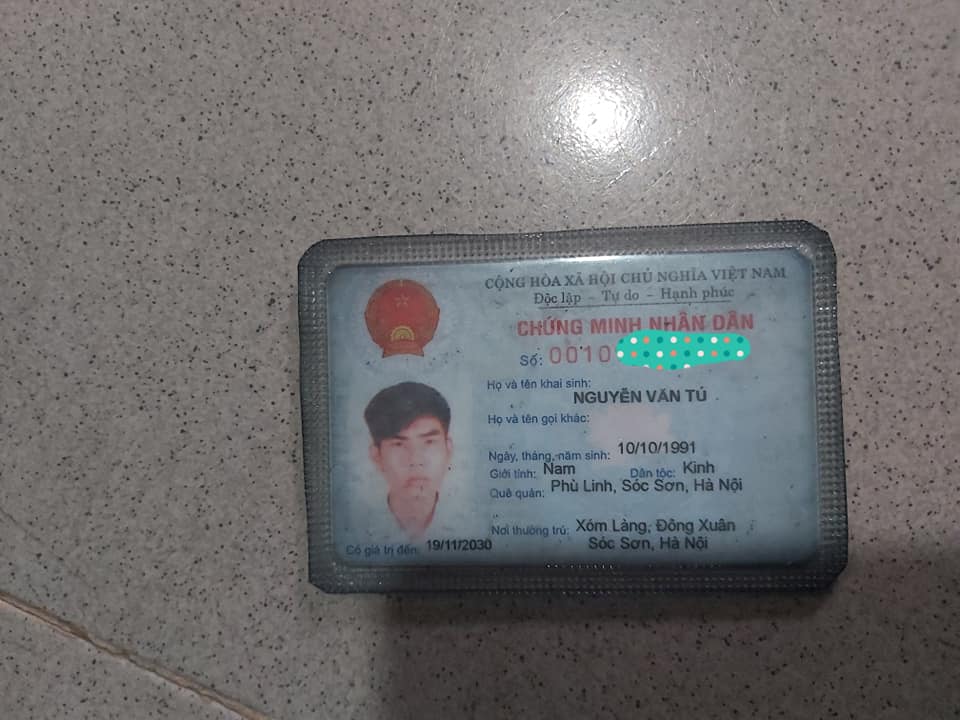 CỘNG HÒA XÃ HỘI CHỦ NGHĨA VIỆT NAM
Độc lập - Tự do - Hạnh phúc
CHỨNG MINH NHÂN DÂN
Số: 0010
Họ và tên khai sinh:
NGUYỄN VĂN TÚ
Họ và tên gọi khác:
Ngày, tháng, năm sinh: 10/10/1991
Giới tính: Nam Dân tộc: Kinh
Quê quán: Phù Linh, Sóc Sơn, Hà Nội
Nơi thường trú: Xóm Làng, Đông Xuân
Sóc Sơn, Hà Nội
Có giá trị đến: 19/11/2030